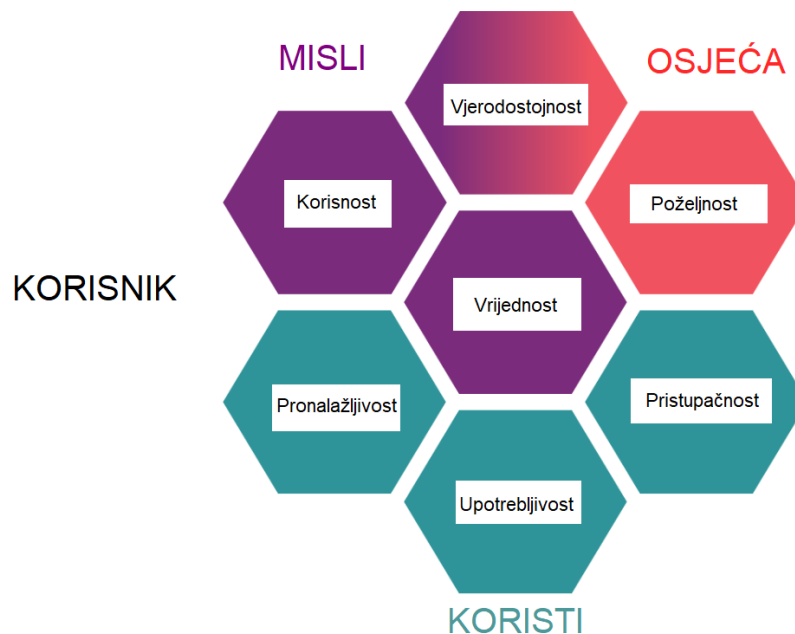 MISLI
OSJEĆA
Vjerodostojnost
Korisnost
Poželjnost
KORISNIK
Vrijednost
Pronalažljivost
Pristupačnost
Upotrebljivost
KORISTI